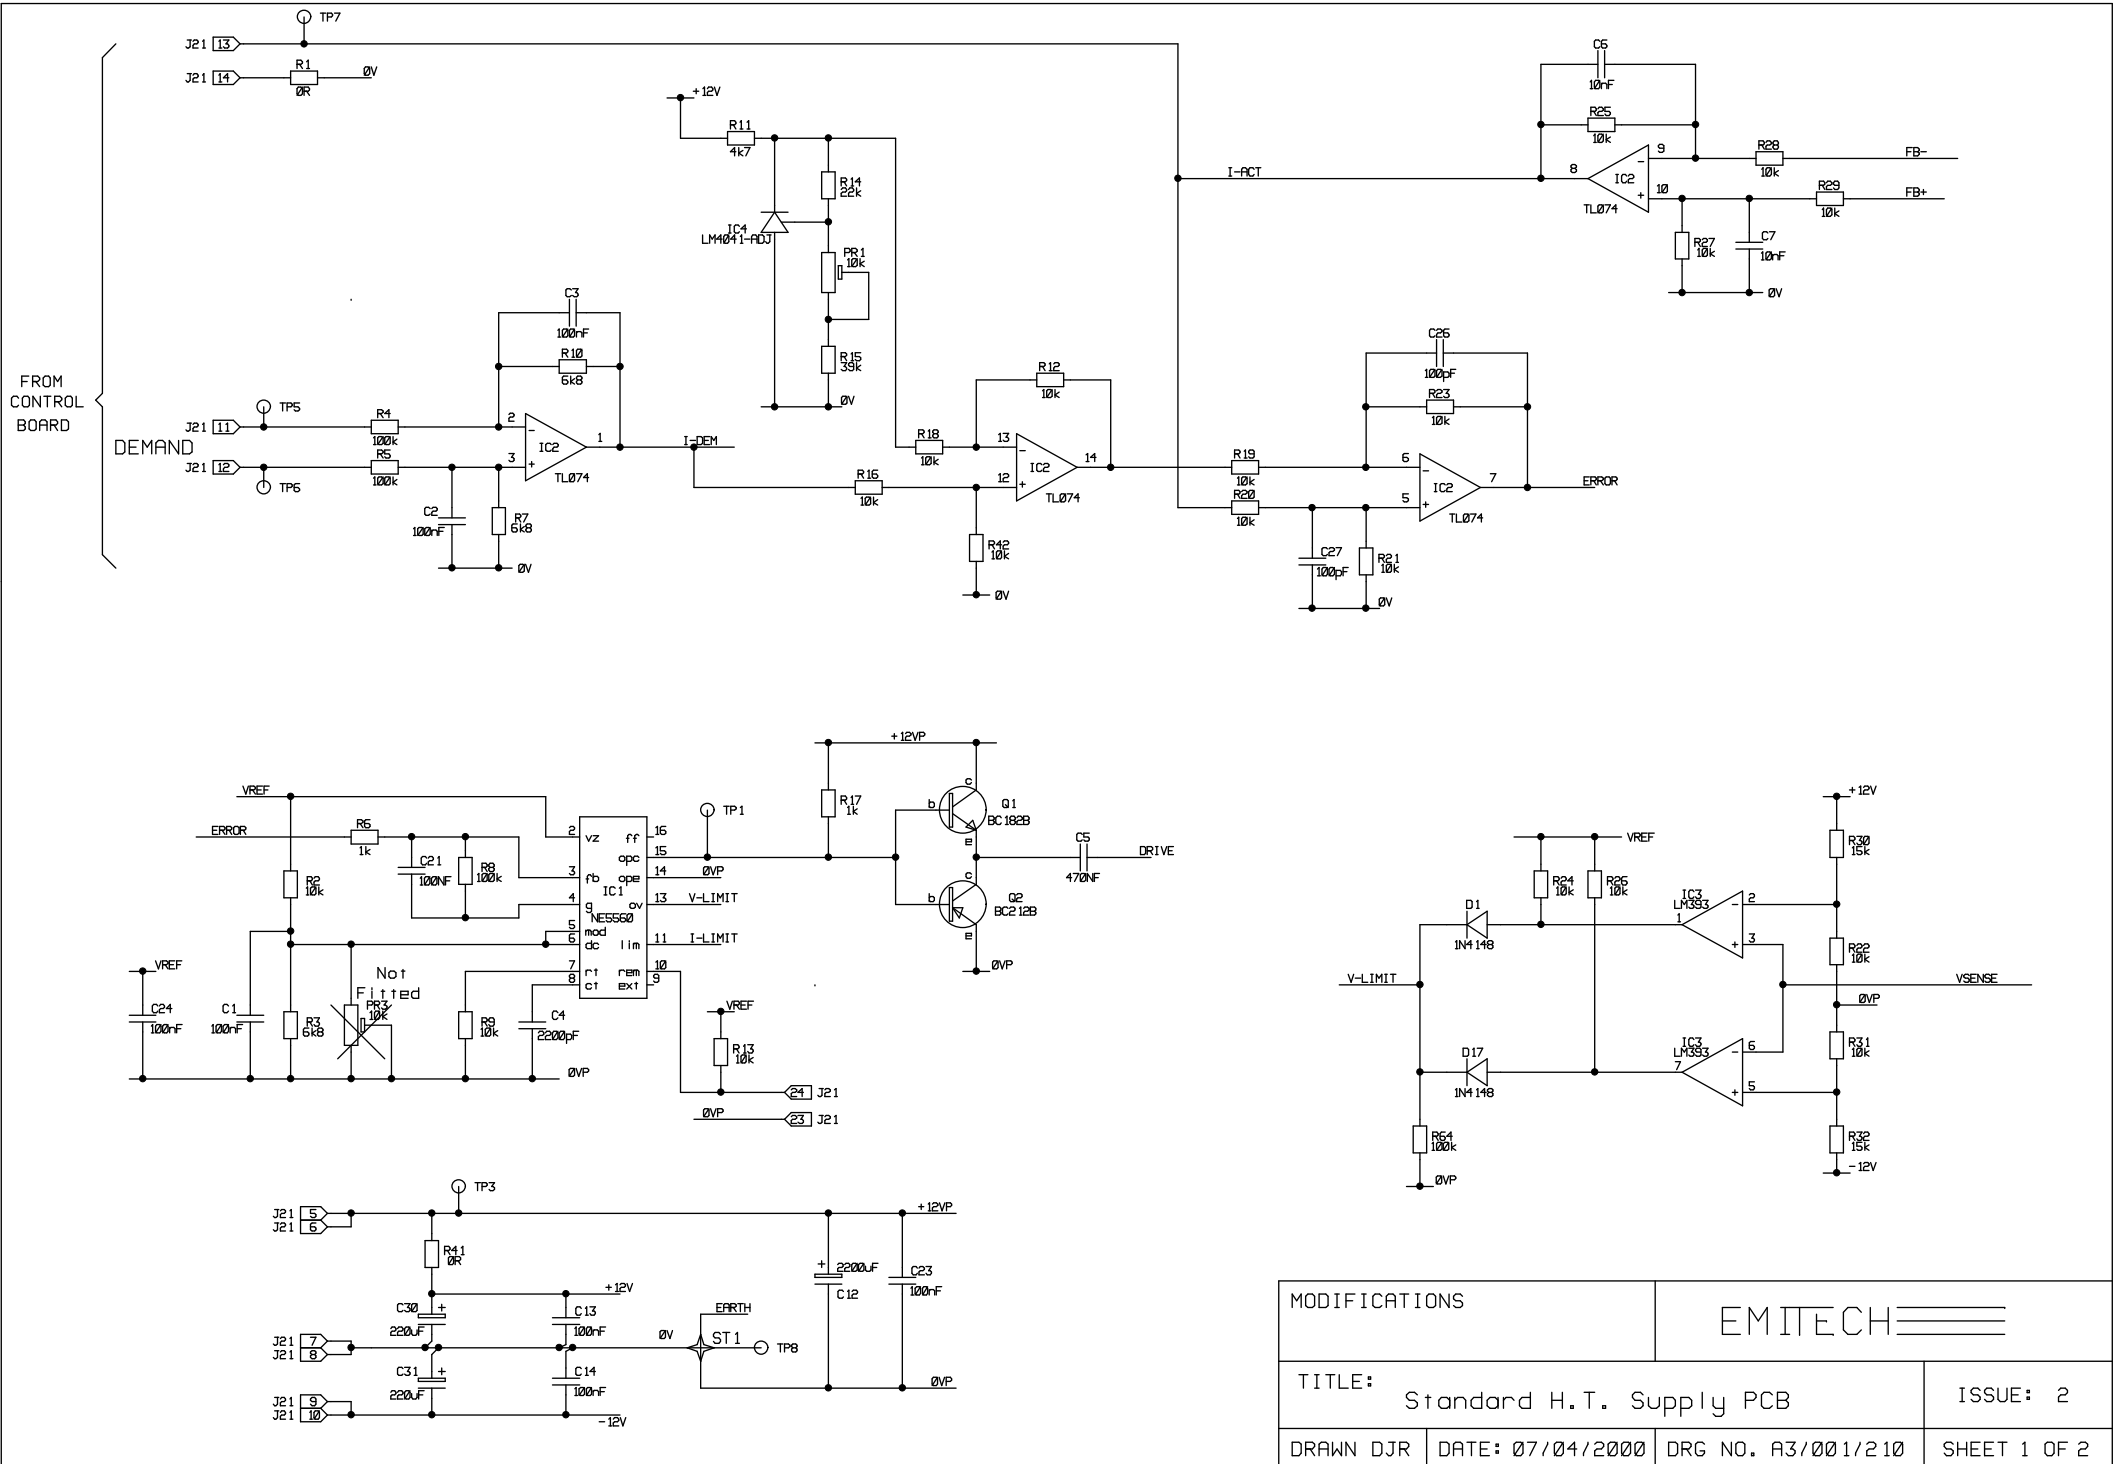 TP7
J21 13
J21 14
R1
0R
0V
FROM
CONTROL
BOARD
DEMAND
J21 11
TP5
J21 12
TP6
R4
100k
R5
100k
C2
100nF
R7
6k8
0V
C3
100nF
R10
6k8
2
3
1
IC2
TL074
I-DEM
+12V
R11
4k7
R14
22k
IC4
LM4041-ADJ
PR1
10k
R15
39k
0V
R18
10k
R16
10k
R12
10k
13
12
14
IC2
TL074
R42
10k
0V
I-ACT
C6
10nF
R25
10k
9
8
10
IC2
TL074
R28
10k
FB-
R29
10k
FB+
R27
10k
C7
10nF
0V
R19
10k
R20
10k
C26
100pF
R23
10k
6
5
7
IC2
TL074
ERROR
C27
100pF
R21
10k
0V
VREF
ERROR
R6
1k
R2
10k
C21
100NF
R8
100k
VREF
C24
100nF
C1
100nF
R3
6k8
Not
Fitted
PR3
10k
R9
10k
C4
2200pF
0VP
2 vz
3 fb
4 g
5 mod
6 dc
7 rt
8 ct
IC1
NE5560
ff 16
opc 15
ope 14
ov 13
lim 11
rem 10
ext 9
0VP
V-LIMIT
I-LIMIT
TP1
VREF
R13
10k
24 J21
0VP
23 J21
+12VP
R17
1k
b
c
e
Q1
BC182B
b
c
e
Q2
BC212B
0VP
C5
470NF
DRIVE
+12V
R30
15k
VREF
R24
10k
R26
10k
IC3
LM393
1
2
3
D1
1N4148
R22
10k
V-LIMIT
VSENSE
0VP
IC3
LM393
7
6
5
D17
1N4148
R31
10k
R32
15k
-12V
R64
100k
0VP
TP3
J21 5
J21 6
+12VP
R41
0R
+12V
C30
+
220uF
C13
100nF
J21 7
J21 8
0V
C31
+
220uF
C14
100nF
J21 9
J21 10
-12V
EARTH
ST1
TP8
+
2200uF
C12
C23
100nF
0VP
MODIFICATIONS
EMITECH
TITLE:
Standard H.T. Supply PCB
ISSUE: 2
DRAWN DJR
DATE: 07/04/2000
DRG NO. A3/001/210
SHEET 1 OF 2